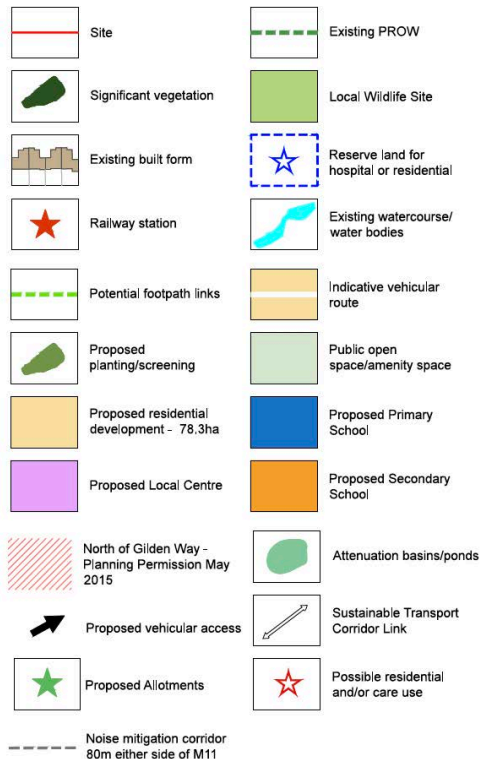 Site
Existing PROW
Significant vegetation
Local Wildlife Site
Existing built form
Reserve land for
hospital or residential
Railway station
Existing watercourse/
water bodies
Potential footpath links
Indicative vehicular
route
Proposed
planting/screening
Public open
space/amenity space
Proposed residential
development - 78.3ha
Proposed Primary
School
Proposed Local Centre
Proposed Secondary
School
North of Gilden Way -
Planning Permission May
2015
Attenuation basins/ponds
Proposed vehicular access
Sustainable Transport
Corridor Link
Proposed Allotments
Possible residential
and/or care use
Noise mitigation corridor
80m either side of M11